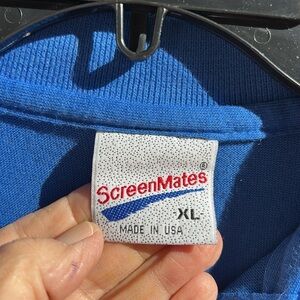 ®
ScreenMates
XL
MADE IN USA